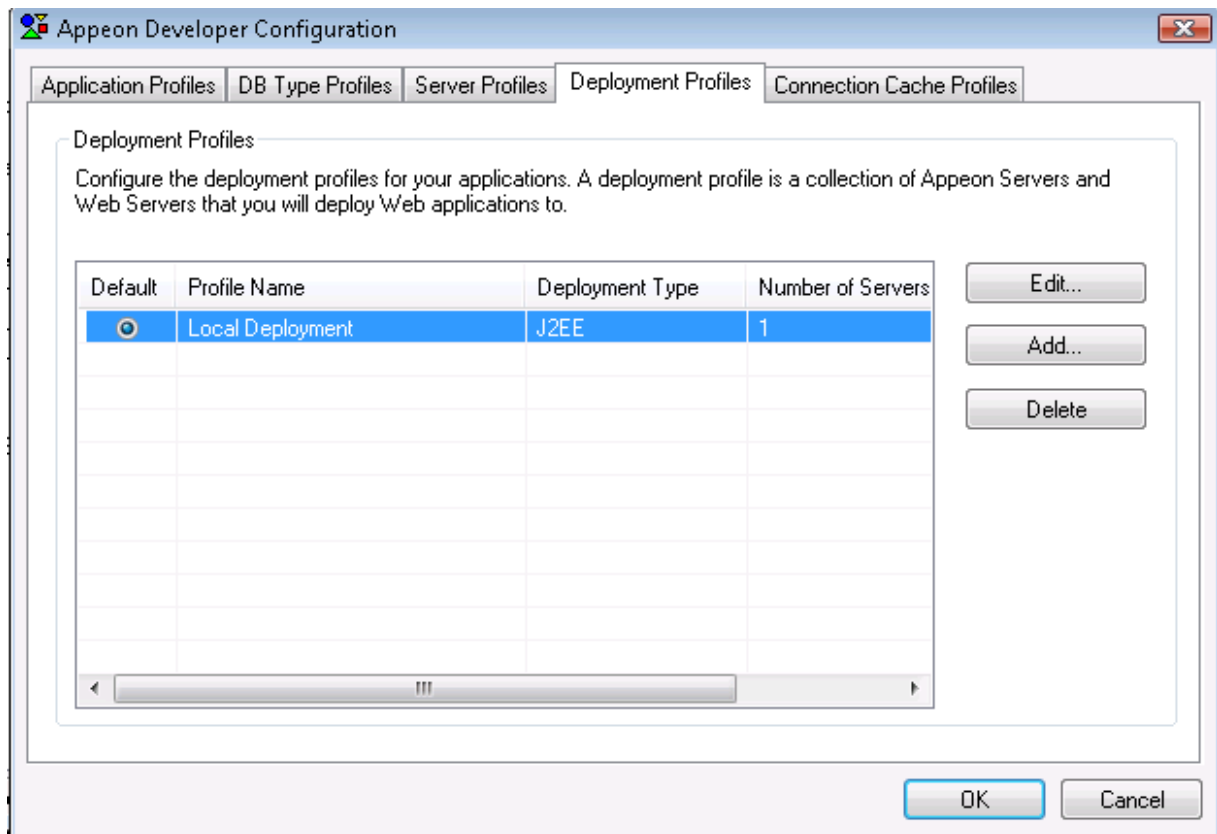 Appeon Developer Configuration
Application Profiles
DB Type Profiles
Server Profiles
Deployment Profiles
Connection Cache Profiles
Deployment Profiles
Configure the deployment profiles for your applications. A deployment profile is a collection of Appeon Servers and
Web Servers that you will deploy Web applications to.
Default Profile Name Deployment Type Number of Servers
Local Deployment J2EE 1
Edit...
Add...
Delete
OK
Cancel